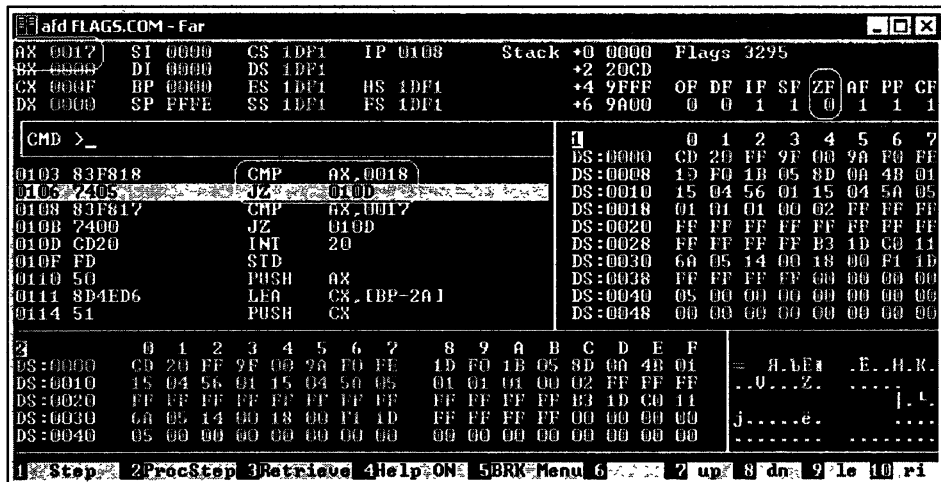 afd FLAGS.COM - Far
AX 0017 SI 0000 CS 1DF1 IP 0108 Stack +0 0000 Flags 3295
BX 0000 DI 0000 DS 1DF1 +2 20CD
CX 000F BP 0000 ES 1DF1 HS 1DF1 +4 9FFF OF DF IF SF ZF AF PF CF
DX 0000 SP FFFE SS 1DF1 FS 1DF1 +6 9A00 0 0 1 1 0 1 1 1
CMD >_
0103 83F818 CMP AX,0018
0106 7405 JZ 010D
0108 83F817 CMP AX,0017
010B 7400 JZ 010D
010D CD20 INT 20
010F FD STD
0110 50 PUSH AX
0111 8D4ED6 LEA CX,[BP-2A]
0114 51 PUSH CX
1 0 1 2 3 4 5 6 7
DS:0000 CD 20 FF 9F 00 9A F0 FE
DS:0008 1D F0 1B 05 8D 0A 4B 01
DS:0010 15 04 56 01 15 04 5A 05
DS:0018 01 01 01 00 02 FF FF FF
DS:0020 FF FF FF FF FF FF FF FF
DS:0028 FF FF FF FF B3 1D C0 11
DS:0030 6A 05 14 00 18 00 F1 1D
DS:0038 FF FF FF FF 00 00 00 00
DS:0040 05 00 00 00 00 00 00 00
DS:0048 00 00 00 00 00 00 00 00
2 0 1 2 3 4 5 6 7 8 9 A B C D E F
DS:0000 CD 20 FF 9F 00 9A F0 FE 1D F0 1B 05 8D 0A 4B 01
DS:0010 15 04 56 01 15 04 5A 05 01 01 01 00 02 FF FF FF
DS:0020 FF FF FF FF FF FF FF FF FF FF FF FF B3 1D C0 11
DS:0030 6A 05 14 00 18 00 F1 1D FF FF FF FF 00 00 00 00
DS:0040 05 00 00 00 00 00 00 00 00 00 00 00 00 00 00 00
1 Step 2 ProcStep 3 Retrieve 4 Help ON 5 BRK Menu 6 7 up 8 dn 9 le 10 ri